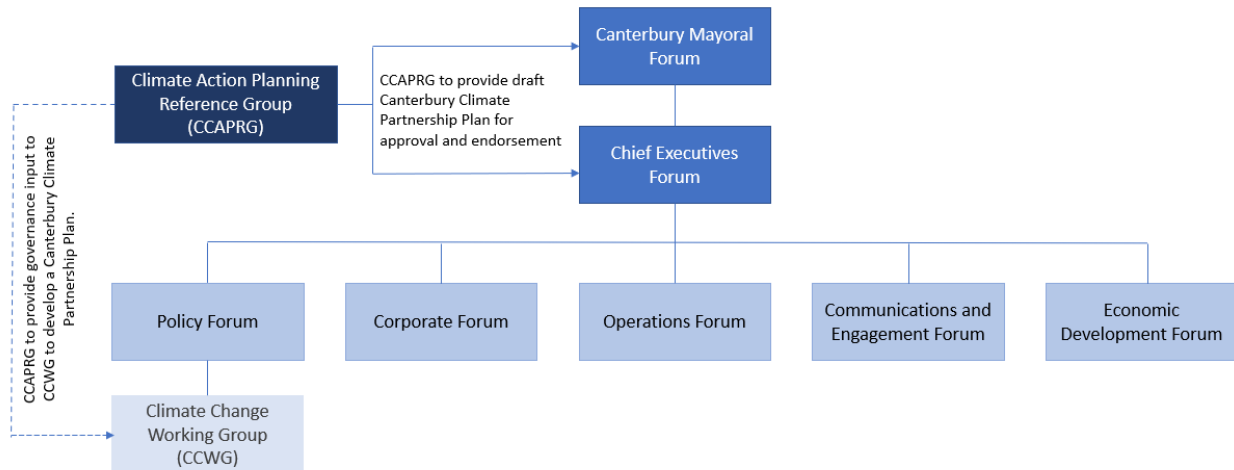 Canterbury Mayoral
Forum
Climate Action Planning
Reference Group
(CCAPRG)
CCAPRG to provide draft
Canterbury Climate
Partnership Plan for
approval and endorsement
Chief Executives
Forum
CCAPRG to provide governance input to
CCWG to develop a Canterbury Climate
Partnership Plan.
Policy Forum
Corporate Forum
Operations Forum
Communications and
Engagement Forum
Economic
Development Forum
Climate Change
Working Group
(CCWG)